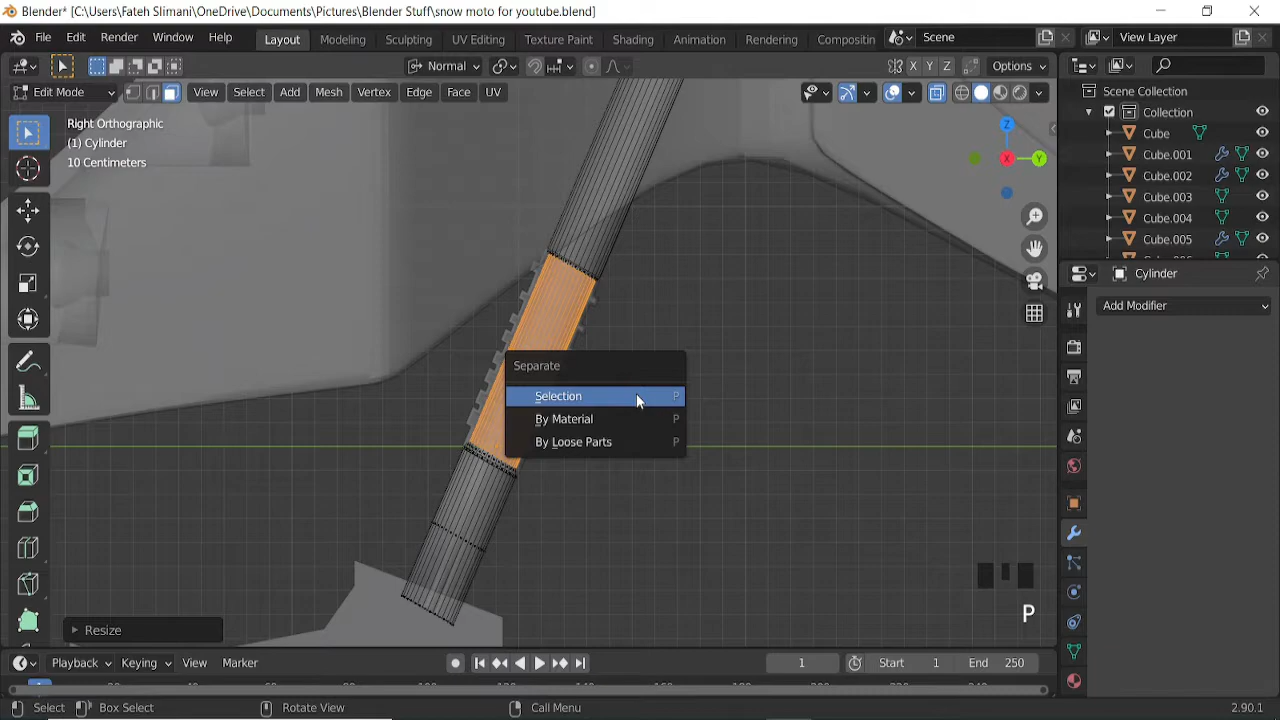 Blender* [C:\Users\Fateh Slimani\OneDrive\Documents\Pictures\Blender Stuff\snow moto for youtube.blend]
File Edit Render Window Help Layout Modeling Sculpting UV Editing Texture Paint Shading Animation Rendering Compositin Scene View Layer
Normal X Y Z Options
Edit Mode View Select Add Mesh Vertex Edge Face UV
Scene Collection
Collection
Cube
Cube.001
Cube.002
Cube.003
Cube.004
Cube.005
Right Orthographic
(1) Cylinder
10 Centimeters
Z
X Y
Cylinder
Add Modifier
Separate
Selection P
By Material P
By Loose Parts P
P
Resize
Playback Keying View Marker 1 Start 1 End 250
Select Box Select Rotate View Call Menu 2.90.1